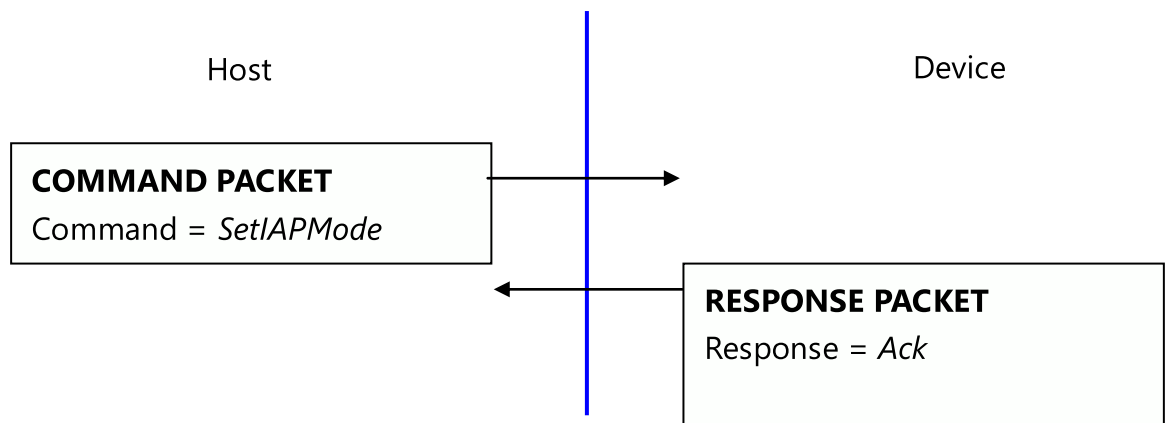 Host
Device
COMMAND PACKET
Command = SetIAPMode
RESPONSE PACKET
Response = Ack